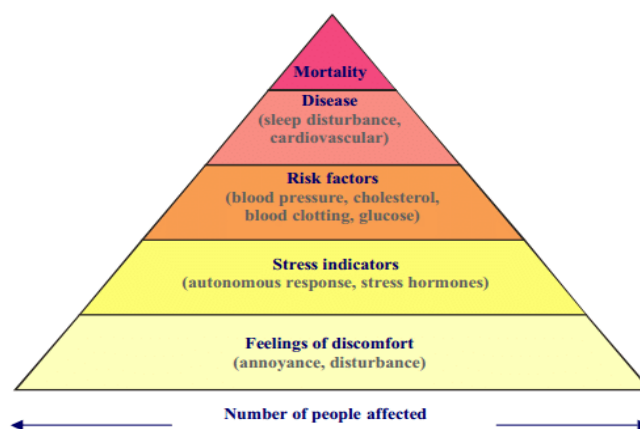 Mortality
Disease
(sleep disturbance,
cardiovascular)
Risk factors
(blood pressure, cholesterol,
blood clotting, glucose)
Stress indicators
(autonomous response, stress hormones)
Feelings of discomfort
(annoyance, disturbance)
Number of people affected